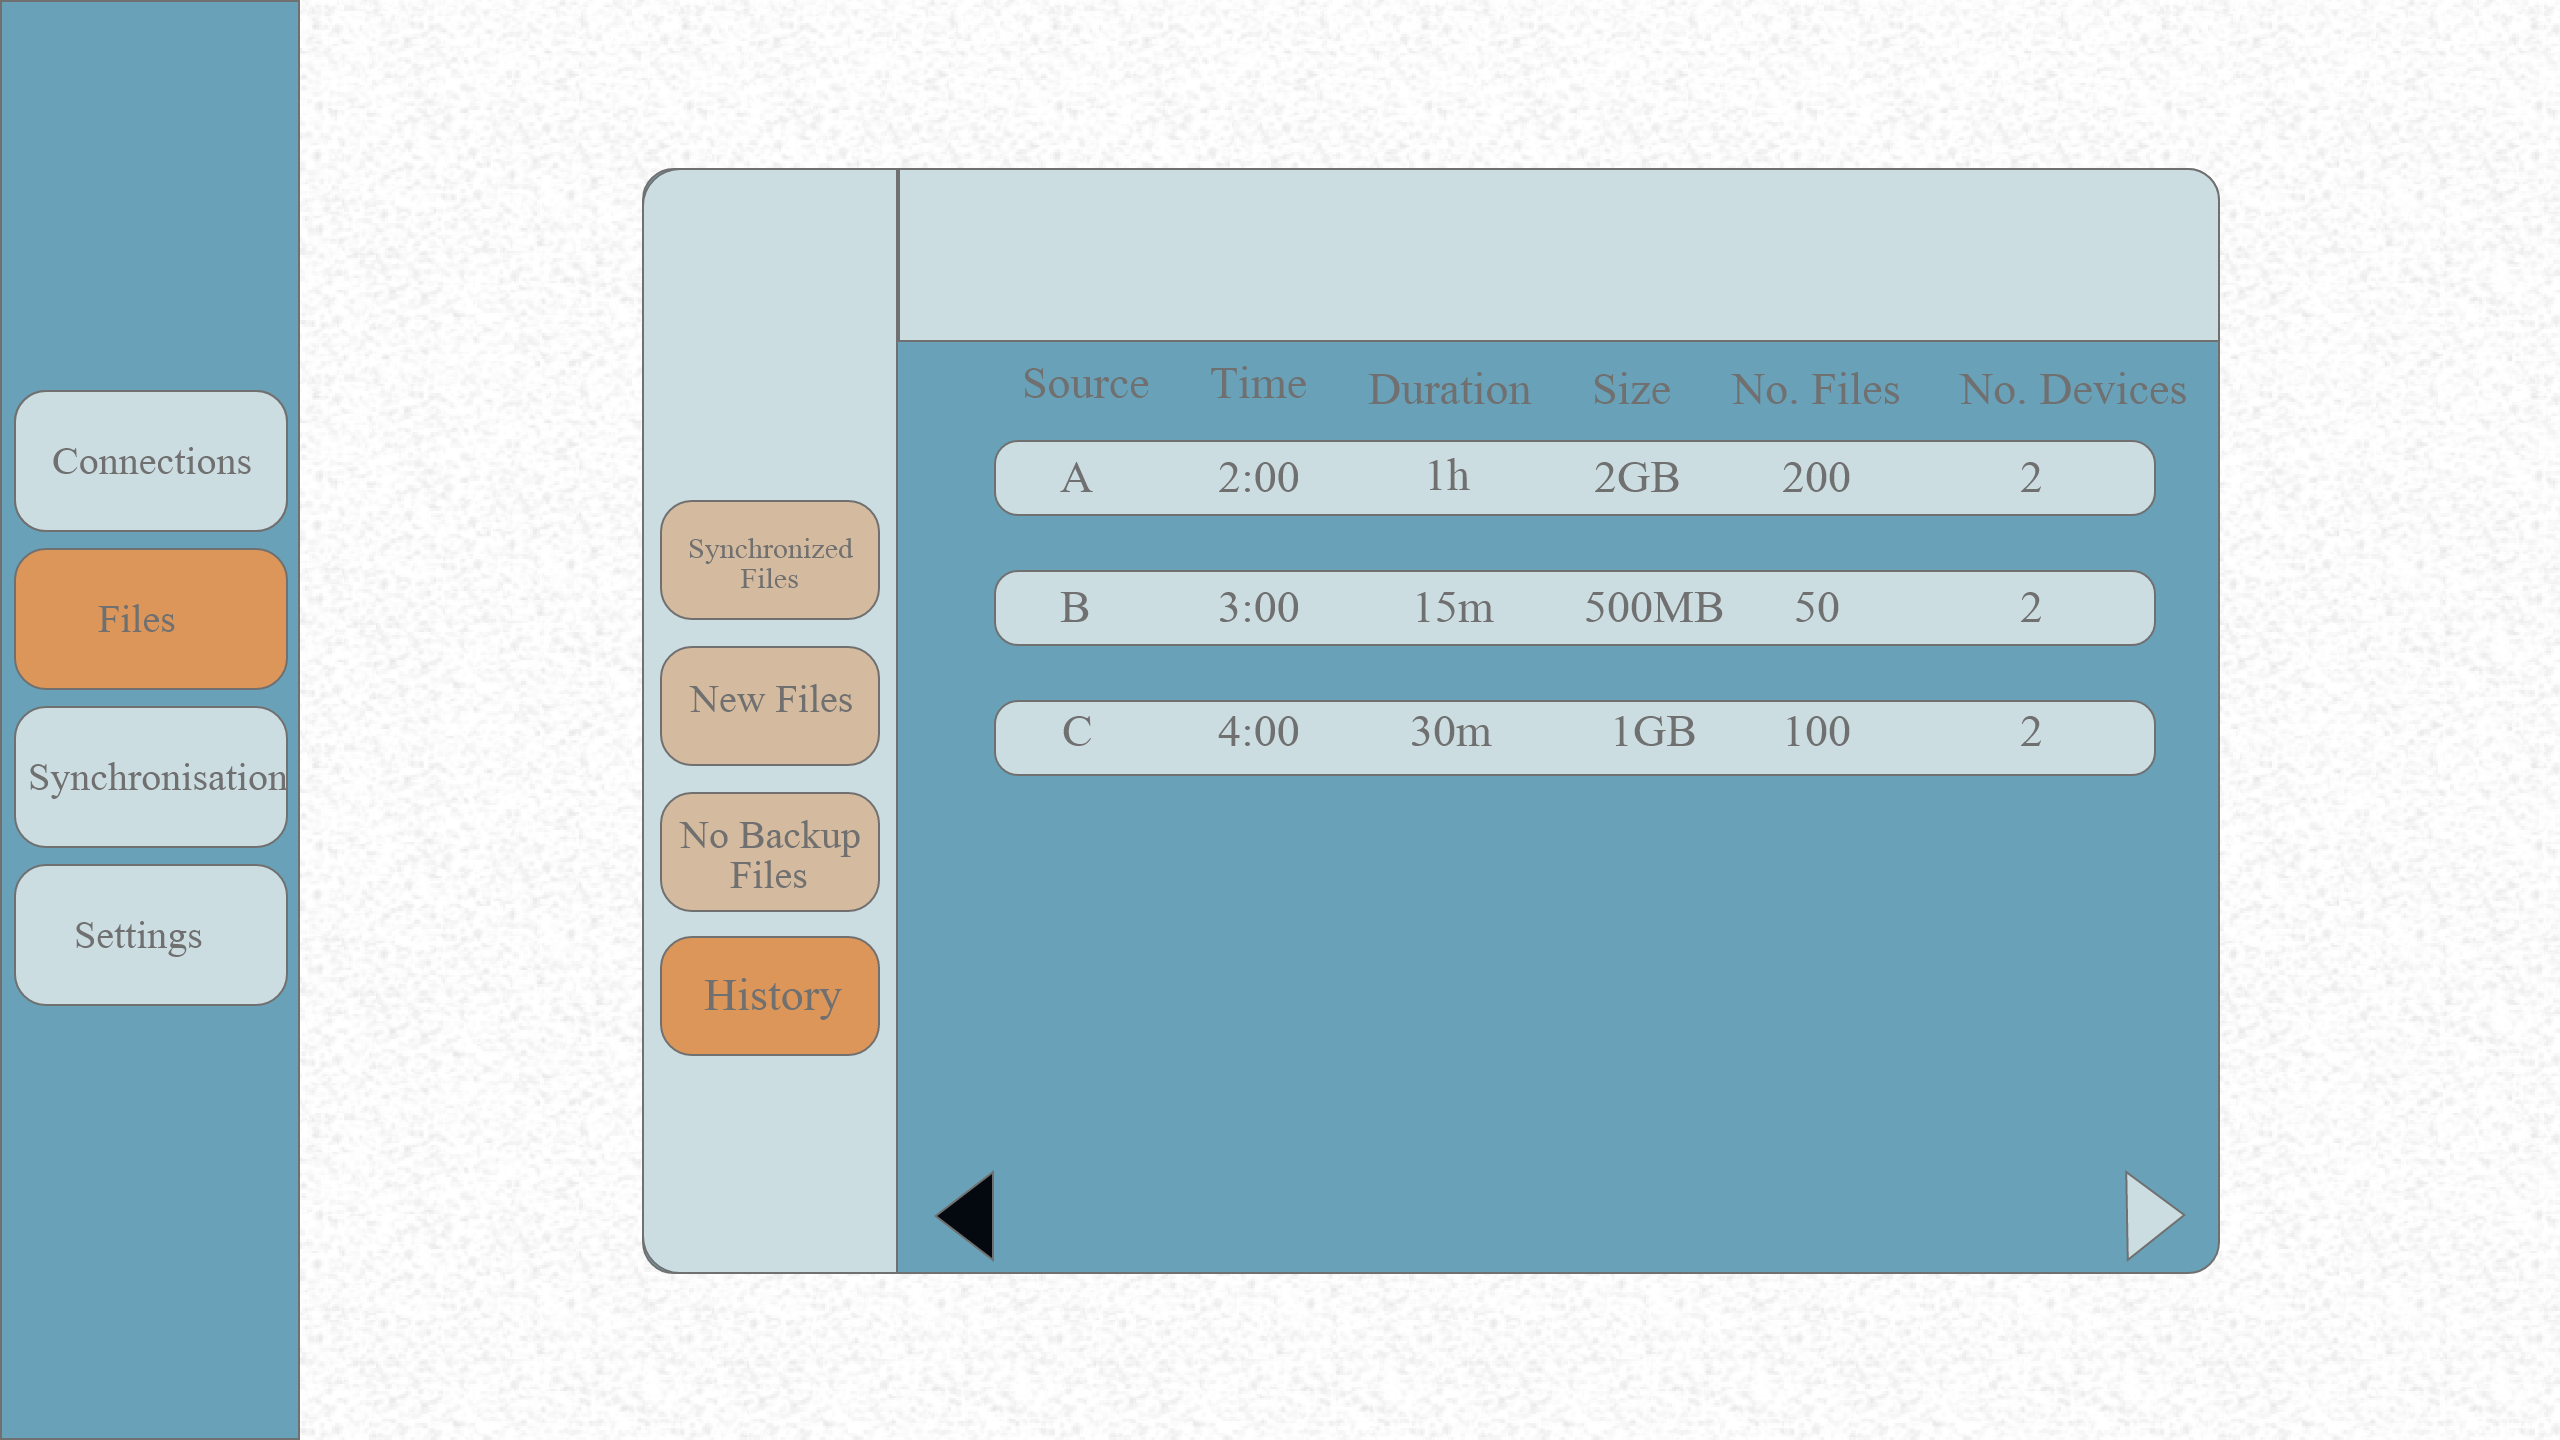 Connections
Files
Synchronisation
Settings
Synchronized
Files
New Files
No Backup
Files
History
Source Time Duration Size No. Files No. Devices
A 2:00 1h 2GB 200 2
B 3:00 15m 500MB 50 2
C 4:00 30m 1GB 100 2